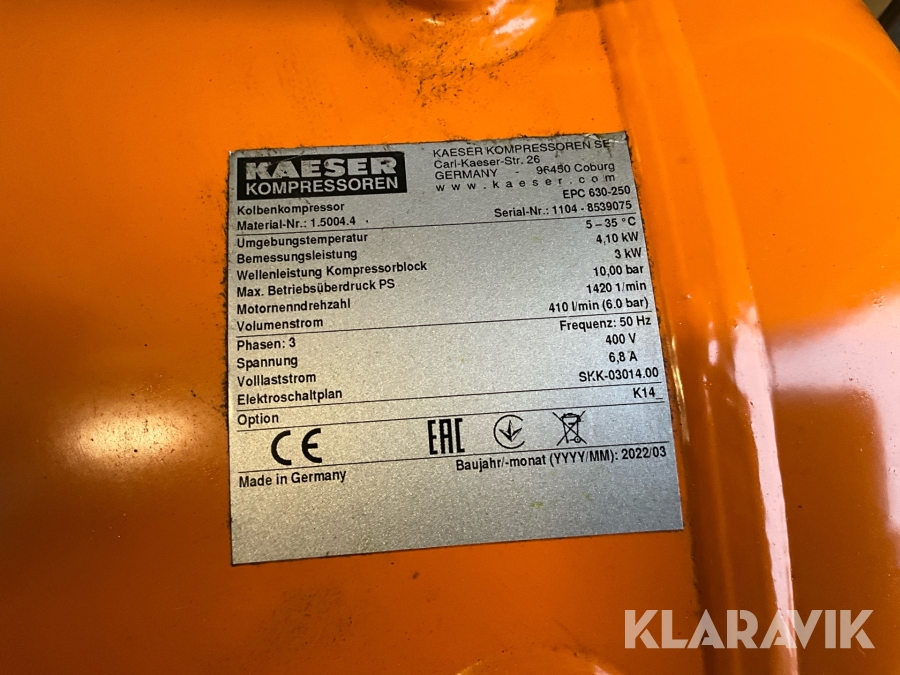 KAESER KOMPRESSOREN
KAESER KOMPRESSOREN SE
Carl-Kaeser-Str. 26
GERMANY - 96450 Coburg
www.kaeser.com
Kolbenkompressor EPC 630-250
Material-Nr.: 1.5004.4 Serial-Nr.: 1104 - 8539075
Umgebungstemperatur 5 – 35 °C
Bemessungsleistung 4,10 kW
Wellenleistung Kompressorblock 3 kW
Max. Betriebsüberdruck PS 10,00 bar
Motornenndrehzahl 1420 1/min
Volumenstrom 410 l/min (6.0 bar)
Phasen: 3 Frequenz: 50 Hz
Spannung 400 V
Volllaststrom 6,8 A
Elektroschaltplan SKK-03014.00
Option K14_
CE EAC
Made in Germany Baujahr/-monat (YYYY/MM): 2022/03
KLARAVIK